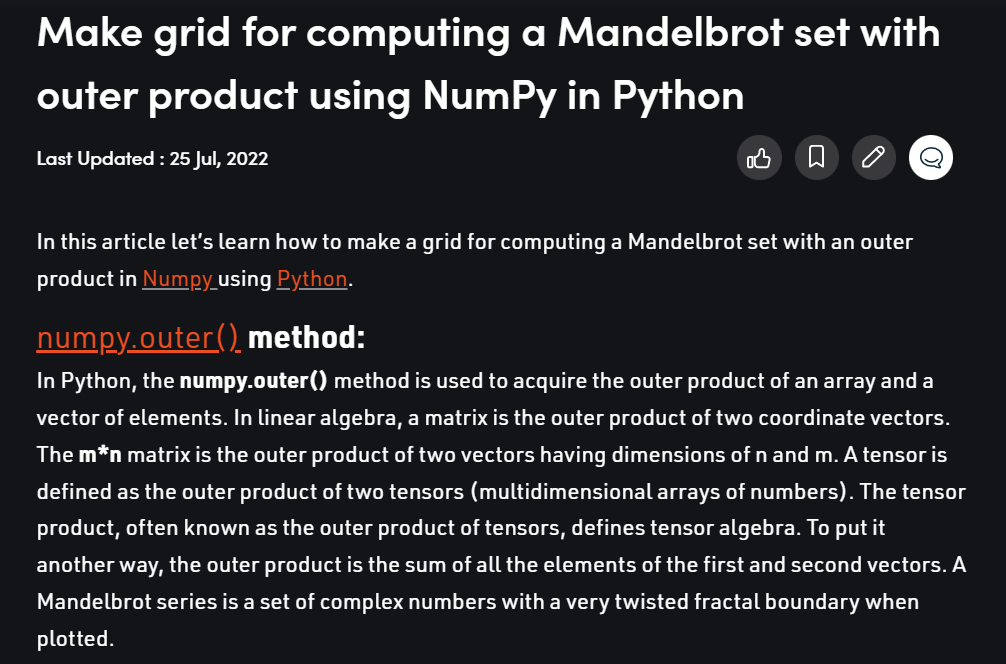 Make grid for computing a Mandelbrot set with
outer product using NumPy in Python
Last Updated : 25 Jul, 2022
In this article let’s learn how to make a grid for computing a Mandelbrot set with an outer
product in Numpy using Python.
numpy.outer() method:
In Python, the numpy.outer() method is used to acquire the outer product of an array and a
vector of elements. In linear algebra, a matrix is the outer product of two coordinate vectors.
The m*n matrix is the outer product of two vectors having dimensions of n and m. A tensor is
defined as the outer product of two tensors (multidimensional arrays of numbers). The tensor
product, often known as the outer product of tensors, defines tensor algebra. To put it
another way, the outer product is the sum of all the elements of the first and second vectors. A
Mandelbrot series is a set of complex numbers with a very twisted fractal boundary when
plotted.